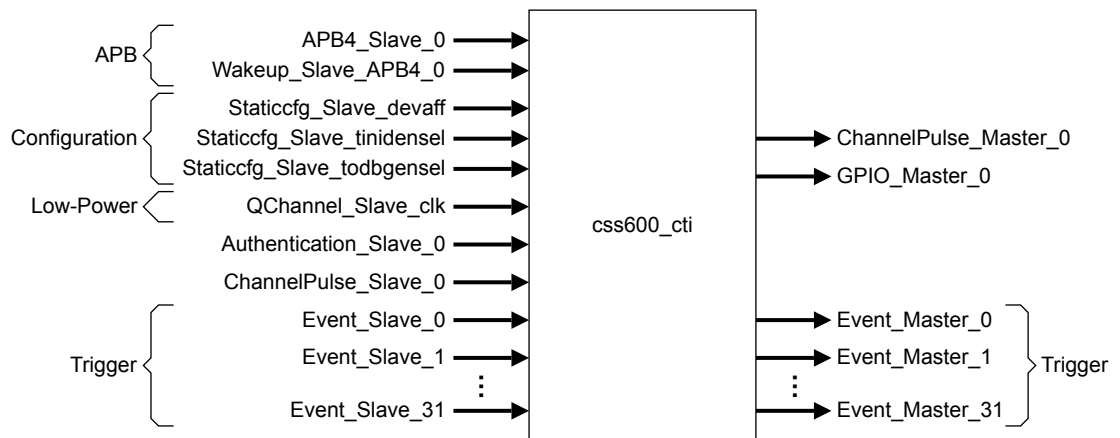 APB
APB4_Slave_0
Wakeup_Slave_APB4_0
Configuration
Staticcfg_Slave_devaff
Staticcfg_Slave_tinidensel
Staticcfg_Slave_todbgensel
Low-Power
QChannel_Slave_clk
Authentication_Slave_0
ChannelPulse_Slave_0
Trigger
Event_Slave_0
Event_Slave_1
Event_Slave_31
css600_cti
ChannelPulse_Master_0
GPIO_Master_0
Event_Master_0
Event_Master_1
Event_Master_31
Trigger